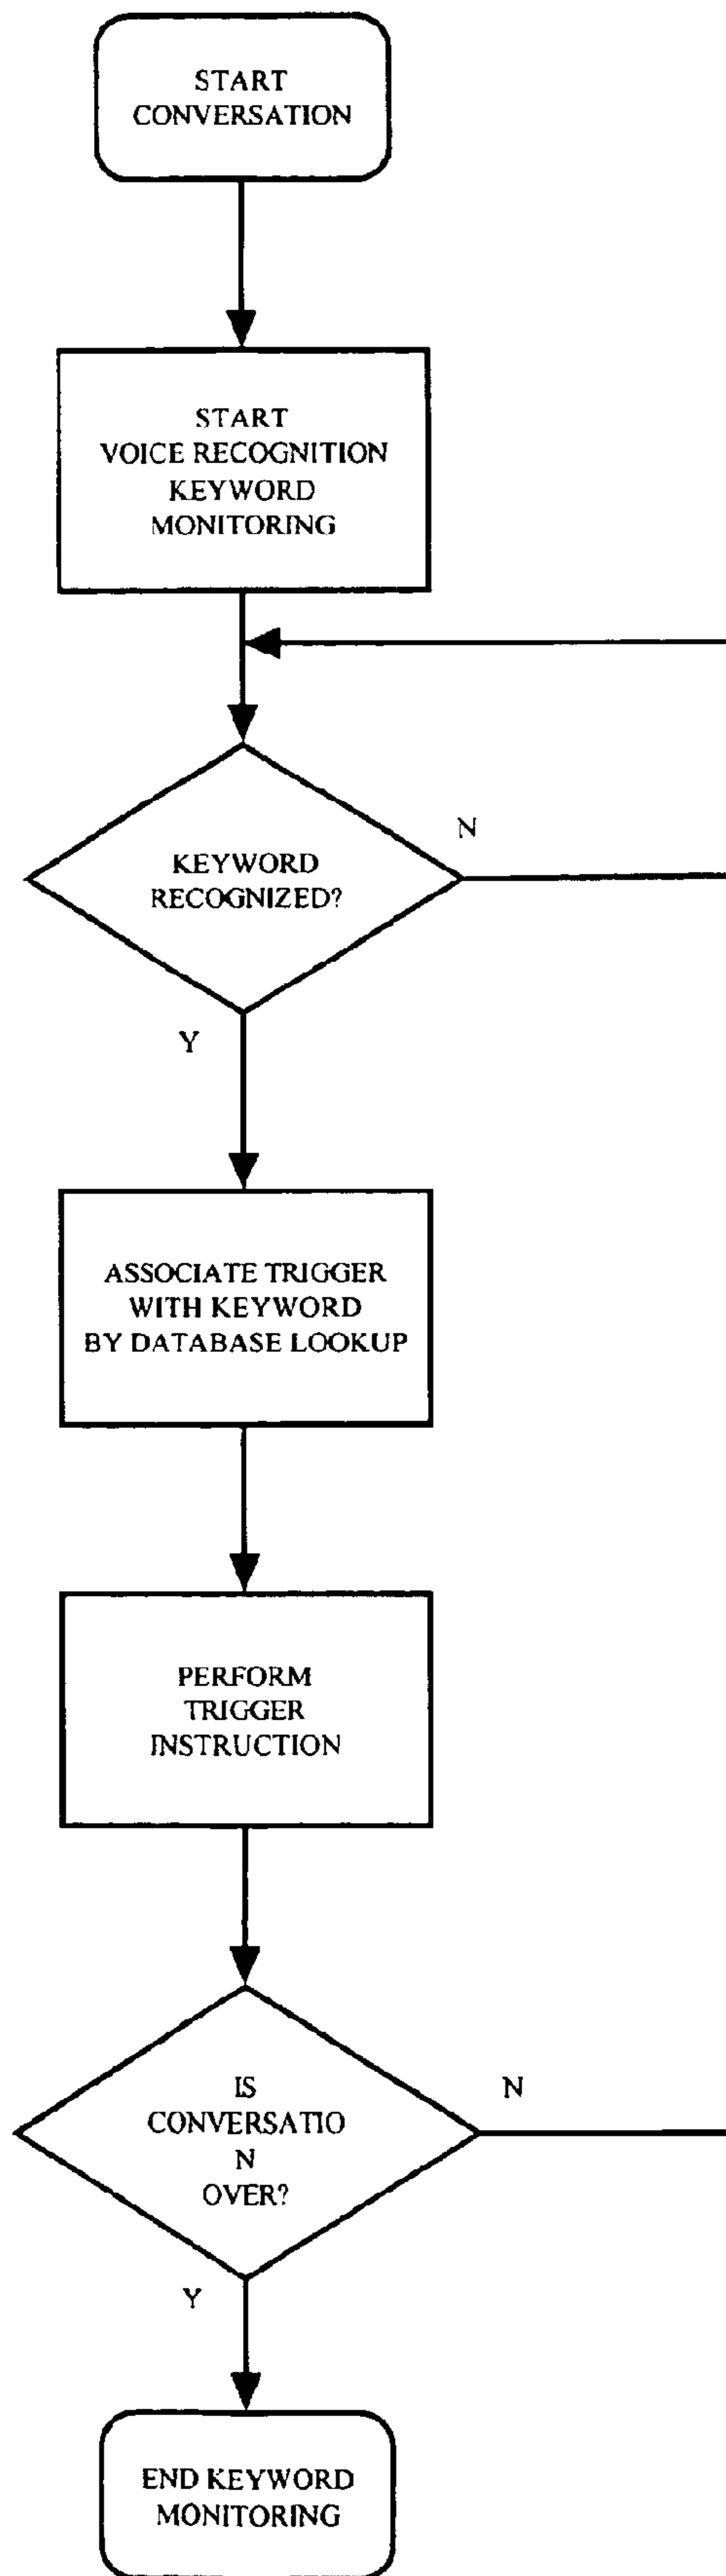 START
CONVERSATION
START
VOICE RECOGNITION
KEYWORD
MONITORING
KEYWORD
RECOGNIZED?
N
Y
ASSOCIATE TRIGGER
WITH KEYWORD
BY DATABASE LOOKUP
PERFORM
TRIGGER
INSTRUCTION
IS
CONVERSATIO
N
OVER?
N
Y
END KEYWORD
MONITORING